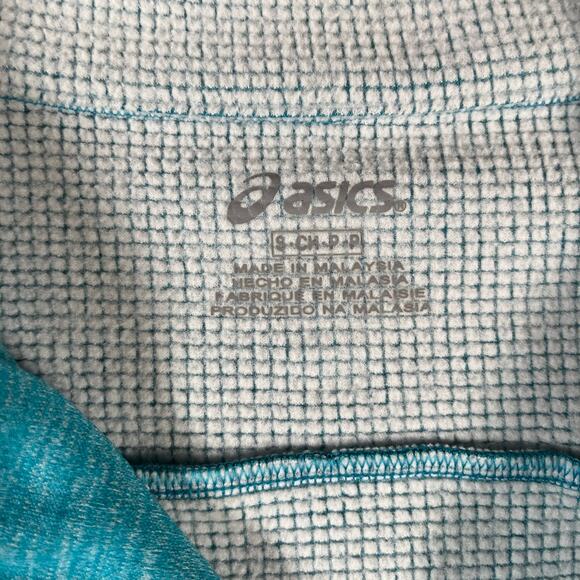 asics®
S-CH-P-P
MADE IN MALAYSIA
HECHO EN MALASIA
FABRIQUE EN MALAISIE
PRODUZIDO NA MALASIA